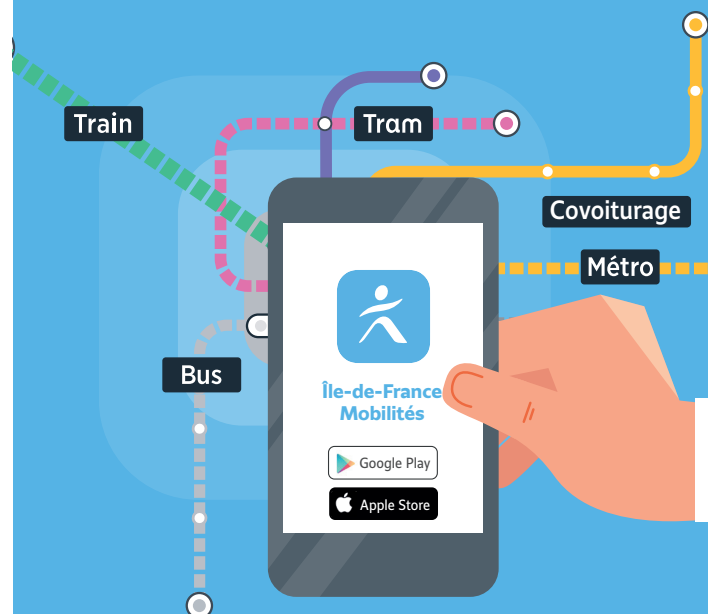 Train
Tram
Covoiturage
Métro
Bus
Île-de-France
Mobilités
Google Play
Apple Store